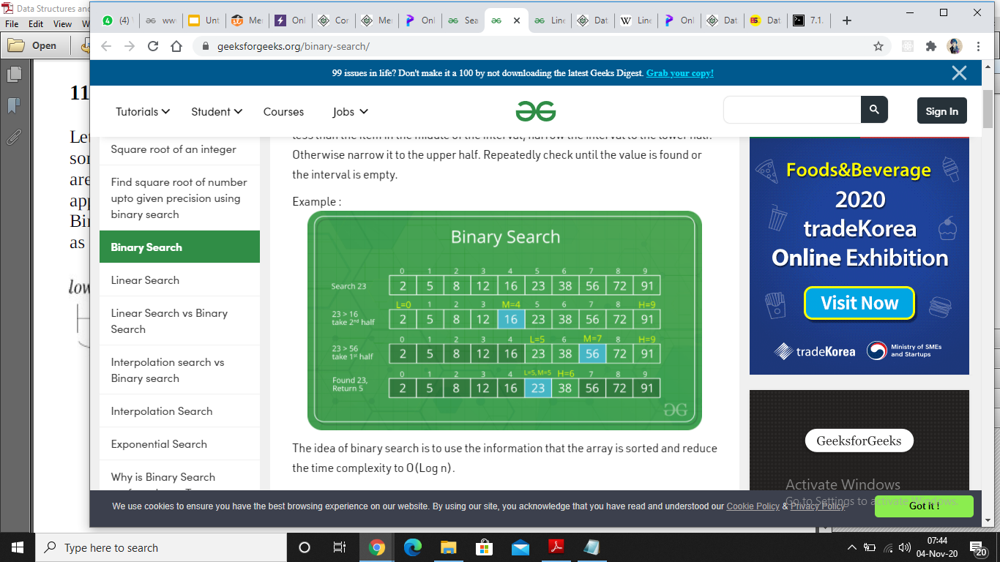 Data Structures and
File Edit View W
Open
11
Le
son
are
app
Bin
as
low
(4)
ww
Unt
Me
Onl
Cor
Me
Onl
Sea
Line
Dat
Line
Onl
Dat
Dat
7.1.
geeksforgeeks.org/binary-search/
99 issues in life? Don't make it a 100 by not downloading the latest Geeks Digest. Grab your copy!
Tutorials Student Courses Jobs
Sign In
Square root of an integer
Find square root of number
upto given precision using
binary search
Binary Search
Linear Search
Linear Search vs Binary
Search
Interpolation search vs
Binary search
Interpolation Search
Exponential Search
Why is Binary Search
less than the item in the middle of the interval, narrow the interval to the lower half.
Otherwise narrow it to the upper half. Repeatedly check until the value is found or
the interval is empty.
Example :
Binary Search
0 1 2 3 4 5 6 7 8 9
Search 23
2 5 8 12 16 23 38 56 72 91
L=0 1 2 3 M=4 5 6 7 8 H=9
23 > 16
take 2nd half
2 5 8 12 16 23 38 56 72 91
0 1 2 3 4 L=5 6 M=7 8 H=9
23 > 56
take 1st half
2 5 8 12 16 23 38 56 72 91
0 1 2 3 4 L=5, M=5 H=6 7 8 9
Found 23,
Return 5
2 5 8 12 16 23 38 56 72 91
The idea of binary search is to use the information that the array is sorted and reduce
the time complexity to O(Log n).
Foods&Beverage
2020
tradeKorea
Online Exhibition
Visit Now
tradeKorea
Ministry of SMEs
and Startups
GeeksforGeeks
Activate Windows
Go to Settings to activate Windows.
We use cookies to ensure you have the best browsing experience on our website. By using our site, you acknowledge that you have read and understood our Cookie Policy & Privacy Policy
Got It !
Type here to search
07:44
04-Nov-20
20